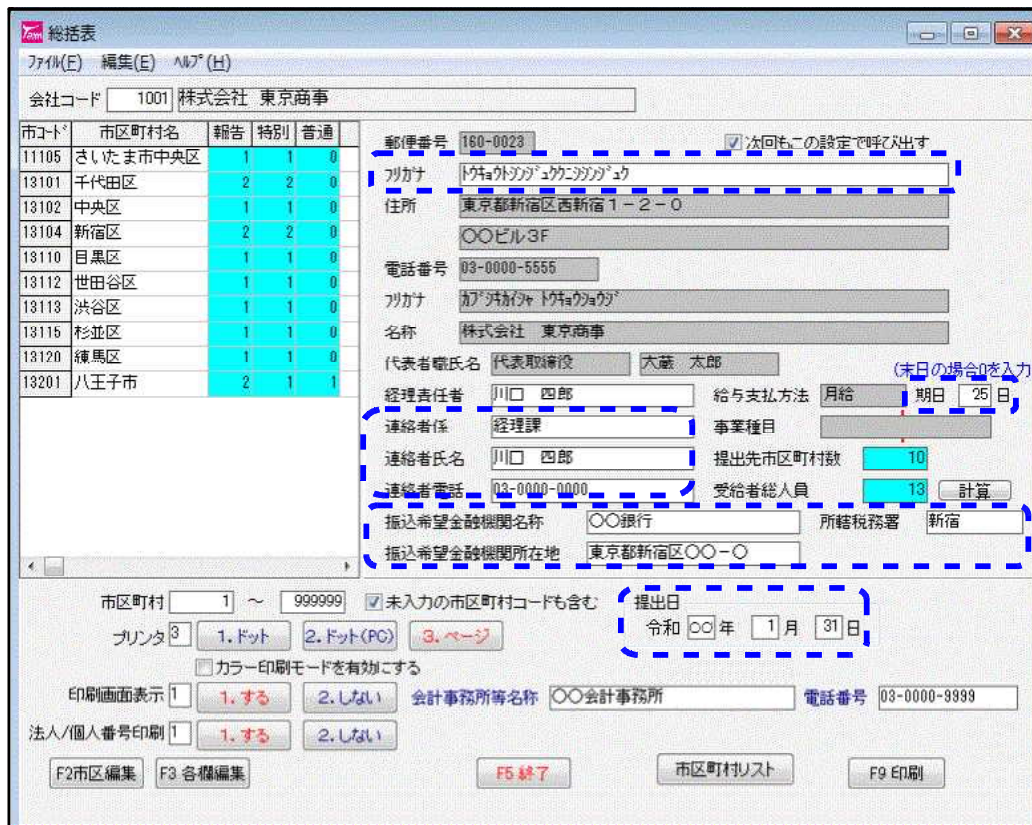 総括表
ファイル(F) 編集(E) ヘルプ(H)
会社コード 1001 株式会社 東京商事
市コード 市区町村名 報告 特別 普通
11105 さいたま市中央区 1 1 0
13101 千代田区 2 2 0
13102 中央区 1 1 0
13104 新宿区 2 2 0
13110 目黒区 1 1 0
13112 世田谷区 1 1 0
13113 渋谷区 1 1 0
13115 杉並区 1 1 0
13120 練馬区 1 1 0
13201 八王子市 2 1 1
郵便番号 160-0023 次回もこの設定で呼び出す
フリガナ トウキョウトシンジュククニシシンジュク
住所 東京都新宿区西新宿1-2-0
〇〇ビル3F
電話番号 03-0000-5555
フリガナ カブシキカイシャ トウキョウショウジ
名称 株式会社 東京商事
代表者職氏名 代表取締役 大蔵 太郎
(末日の場合0を入力
経理責任者 川口 四郎 給与支払方法 月給 期日 25 日
連絡者係 経理課 事業種目
連絡者氏名 川口 四郎 提出先市区町村数 10
連絡者電話 03-0000-0000 受給者総人員 13 計算
振込希望金融機関名称 〇〇銀行 所轄税務署 新宿
振込希望金融機関所在地 東京都新宿区〇〇-〇
市区町村 1 ～ 999999 未入力の市区町村コードも含む 提出日
プリンタ 3 1.ドット 2.ドット(PC) 3.ページ 令和 〇〇 年 1 月 31 日
カラー印刷モードを有効にする
印刷画面表示 1 1.する 2.しない 会計事務所等名称 〇〇会計事務所 電話番号 03-0000-9999
法人/個人番号印刷 1 1.する 2.しない
F2市区編集 F3 各欄編集 F5 終了 市区町村リスト F9 印刷